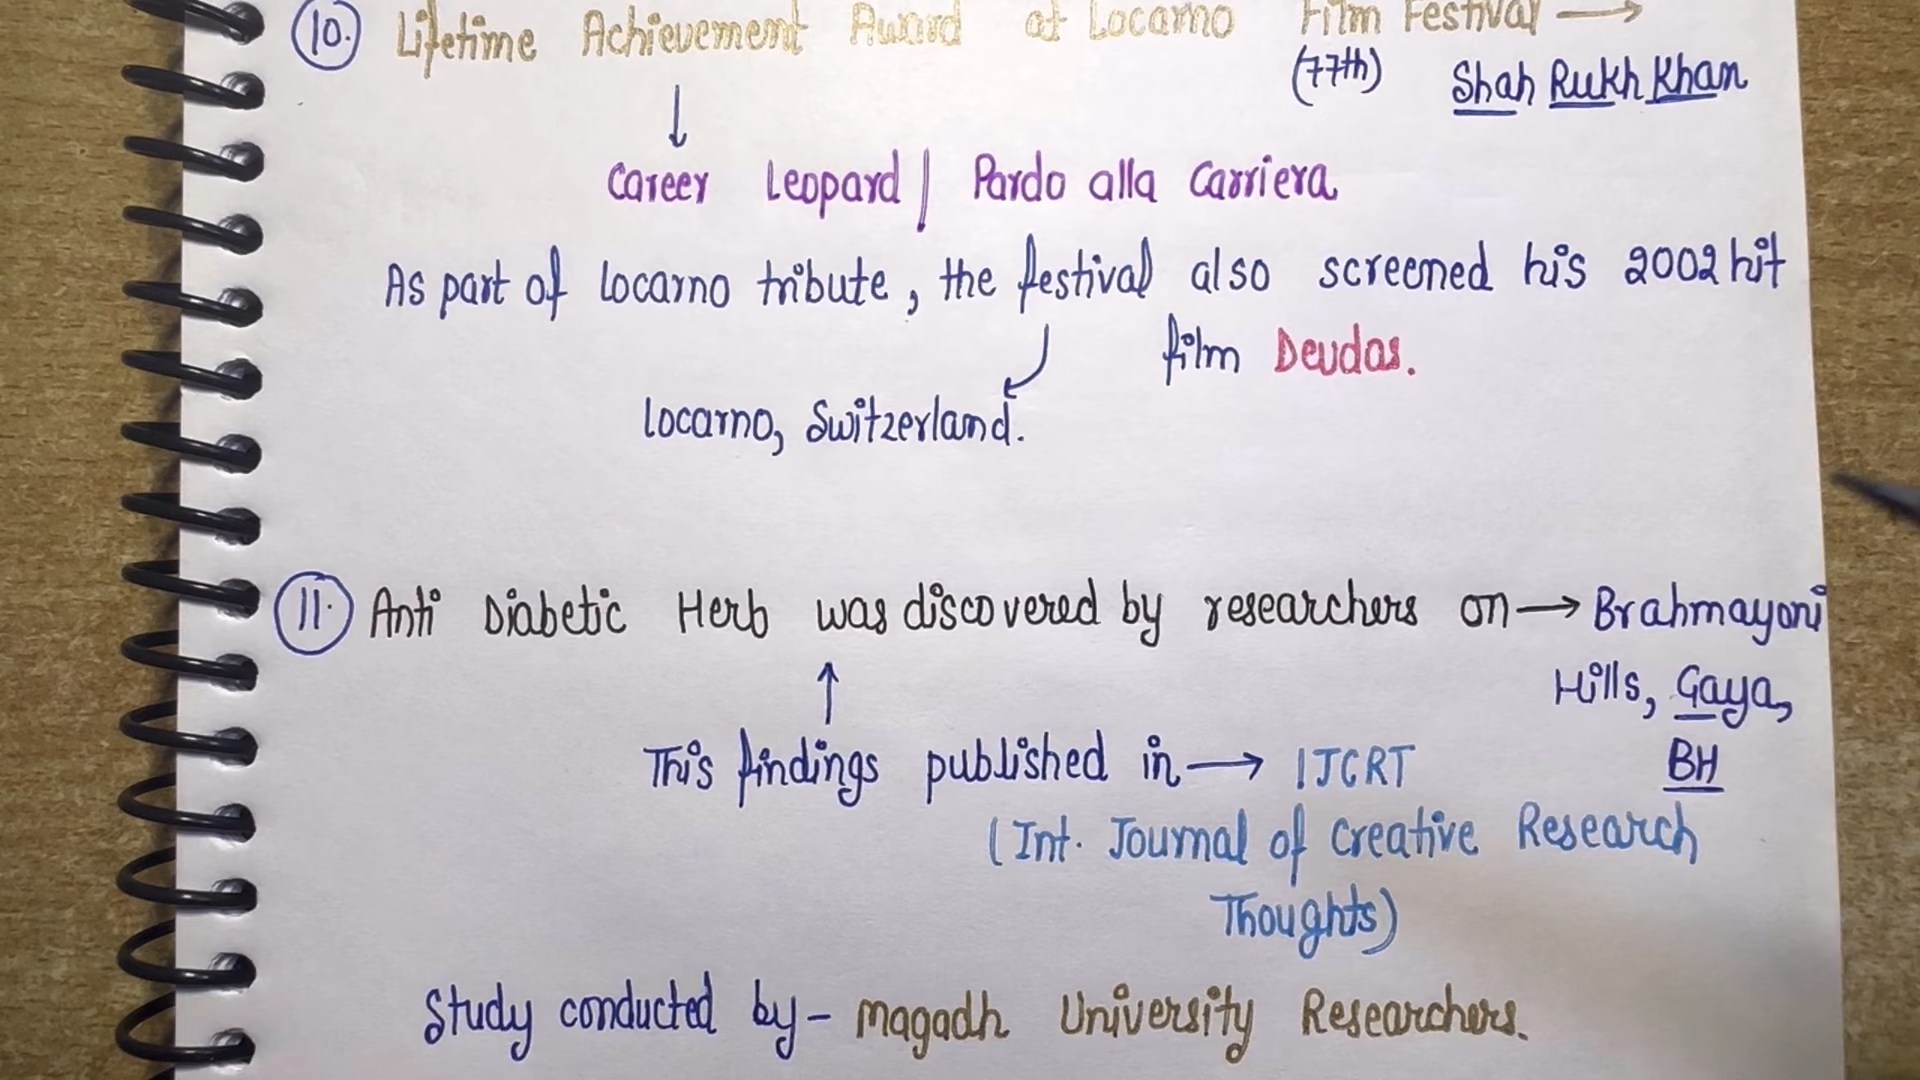 10. Lifetime Achievement Award at Locarno Film Festival →
(77th) Shah Rukh Khan
↓
Career Leopard / Pardo alla Carriera
As part of Locarno tribute, the festival also screened his 2002 hit
film Devdas.
Locarno, Switzerland.
11. Anti Diabetic Herb was discovered by researchers on → Brahmayoni
Hills, Gaya,
↑
This findings published in → IJCRT
BH
(Int. Journal of Creative Research
Thoughts)
Study conducted by - Magadh University Researchers.